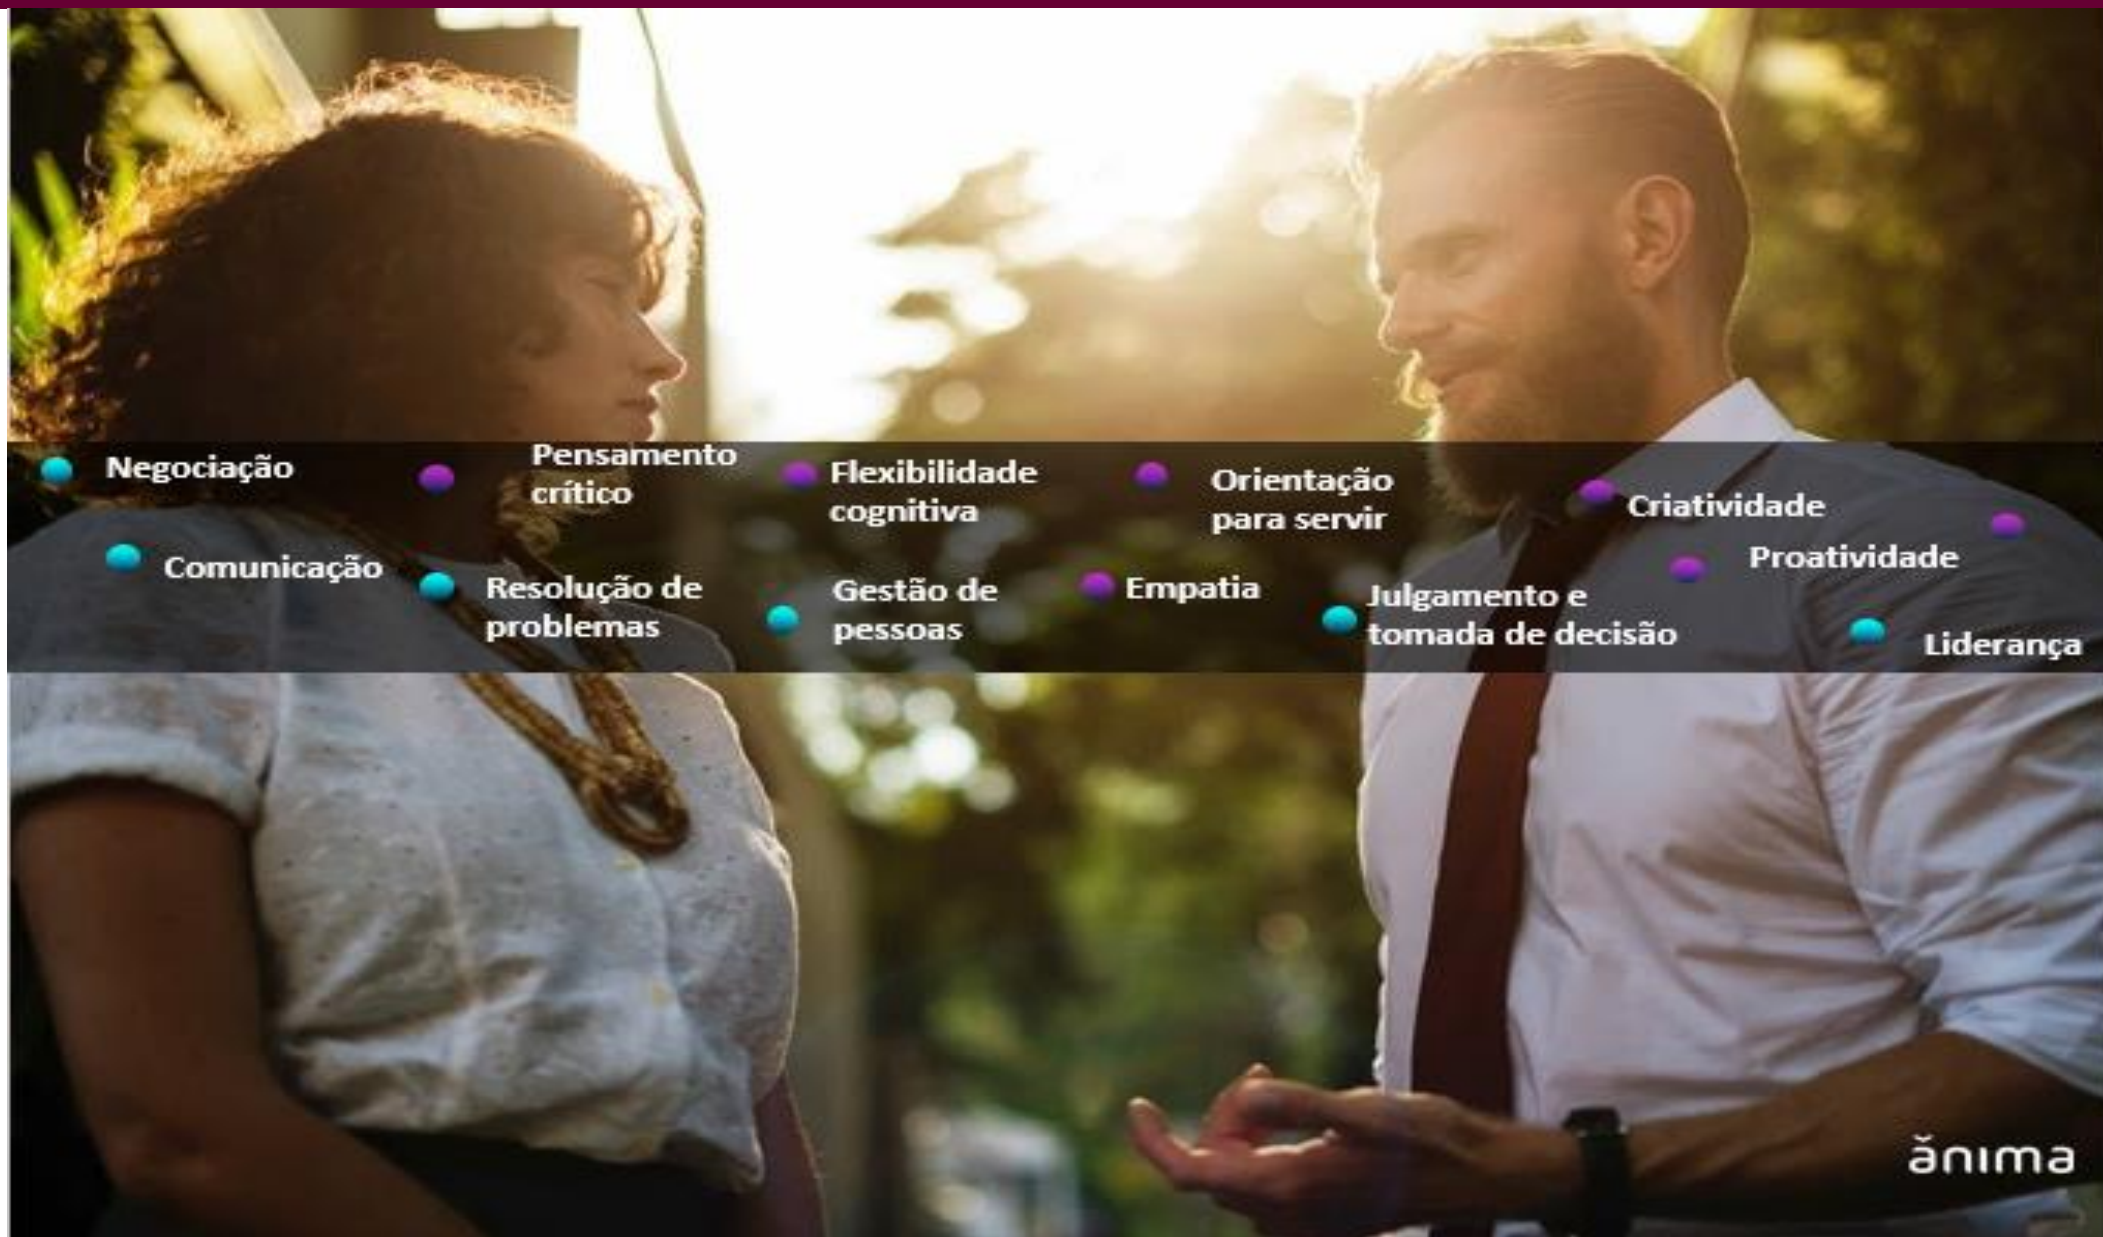 Negociação
Pensamento
crítico
Flexibilidade
cognitiva
Orientação
para servir
Criatividade
Comunicação
Resolução de
problemas
Gestão de
pessoas
Empatia
Julgamento e
tomada de decisão
Proatividade
Liderança
ănıma